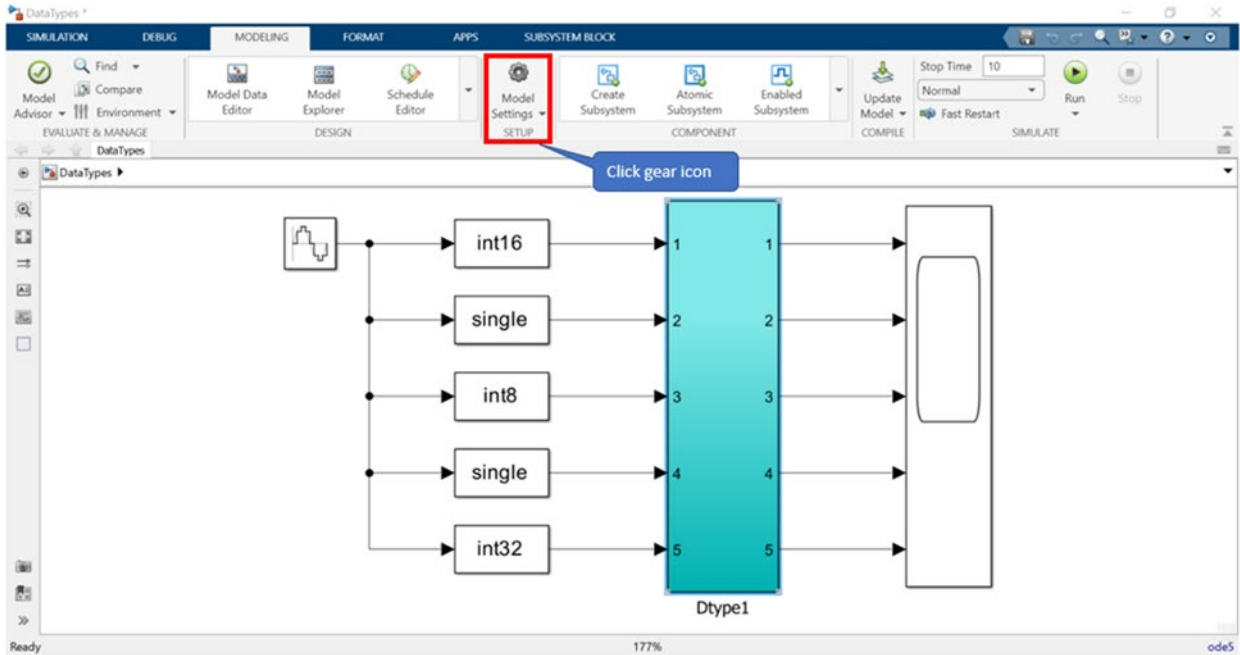 DataTypes *
SIMULATION DEBUG MODELING FORMAT APPS SUBSYSTEM BLOCK
Find
Compare
Environment
Model
Advisor
EVALUATE & MANAGE
Model Data
Editor
Model
Explorer
Schedule
Editor
DESIGN
Model
Settings
SETUP
Create
Subsystem
Atomic
Subsystem
Enabled
Subsystem
COMPONENT
Update
Model
COMPILE
Stop Time 10
Normal
Fast Restart
Run
Stop
SIMULATE
DataTypes
Click gear icon
DataTypes
int16 1 1
single 2 2
int8 3 3
single 4 4
int32 5 5
Dtype1
Ready 177% ode5